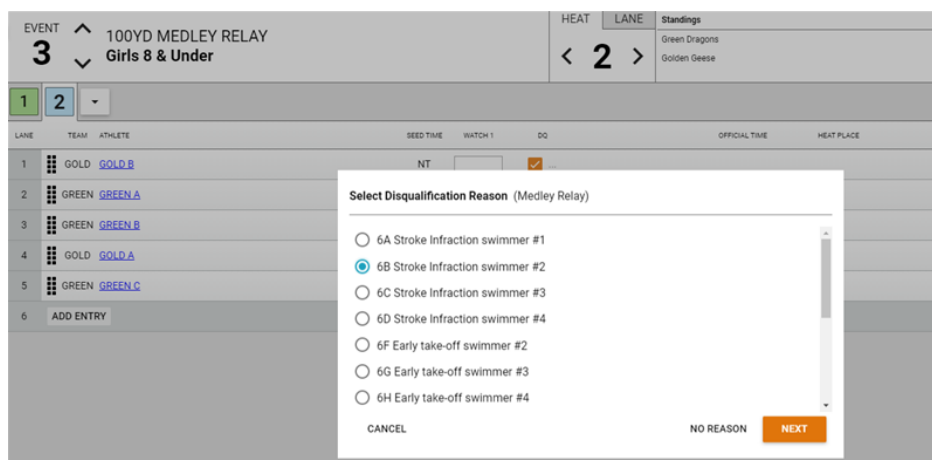 EVENT
3
100YD MEDLEY RELAY
Girls 8 & Under
HEAT LANE
2
Standings
Green Dragons
Golden Geese
1 2
LANE TEAM ATHLETE SEED TIME WATCH 1 DQ OFFICIAL TIME HEAT PLACE
1 GOLD GOLD B NT ...
2 GREEN GREEN A
3 GREEN GREEN B
4 GOLD GOLD A
5 GREEN GREEN C
6 ADD ENTRY
Select Disqualification Reason (Medley Relay)
6A Stroke Infraction swimmer #1
6B Stroke Infraction swimmer #2
6C Stroke Infraction swimmer #3
6D Stroke Infraction swimmer #4
6F Early take-off swimmer #2
6G Early take-off swimmer #3
6H Early take-off swimmer #4
CANCEL NO REASON NEXT